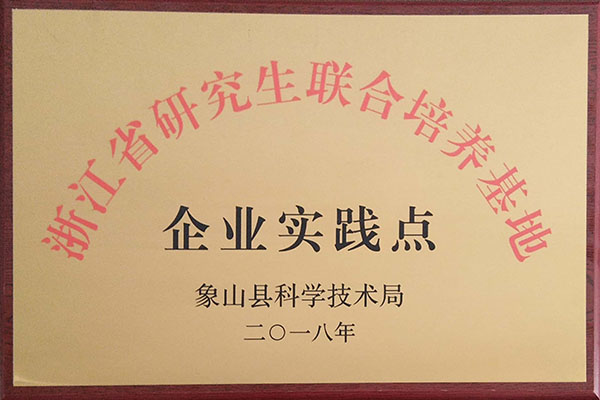 浙江省研究生联合培养基地
企业实践点
象山县科学技术局
二〇一八年